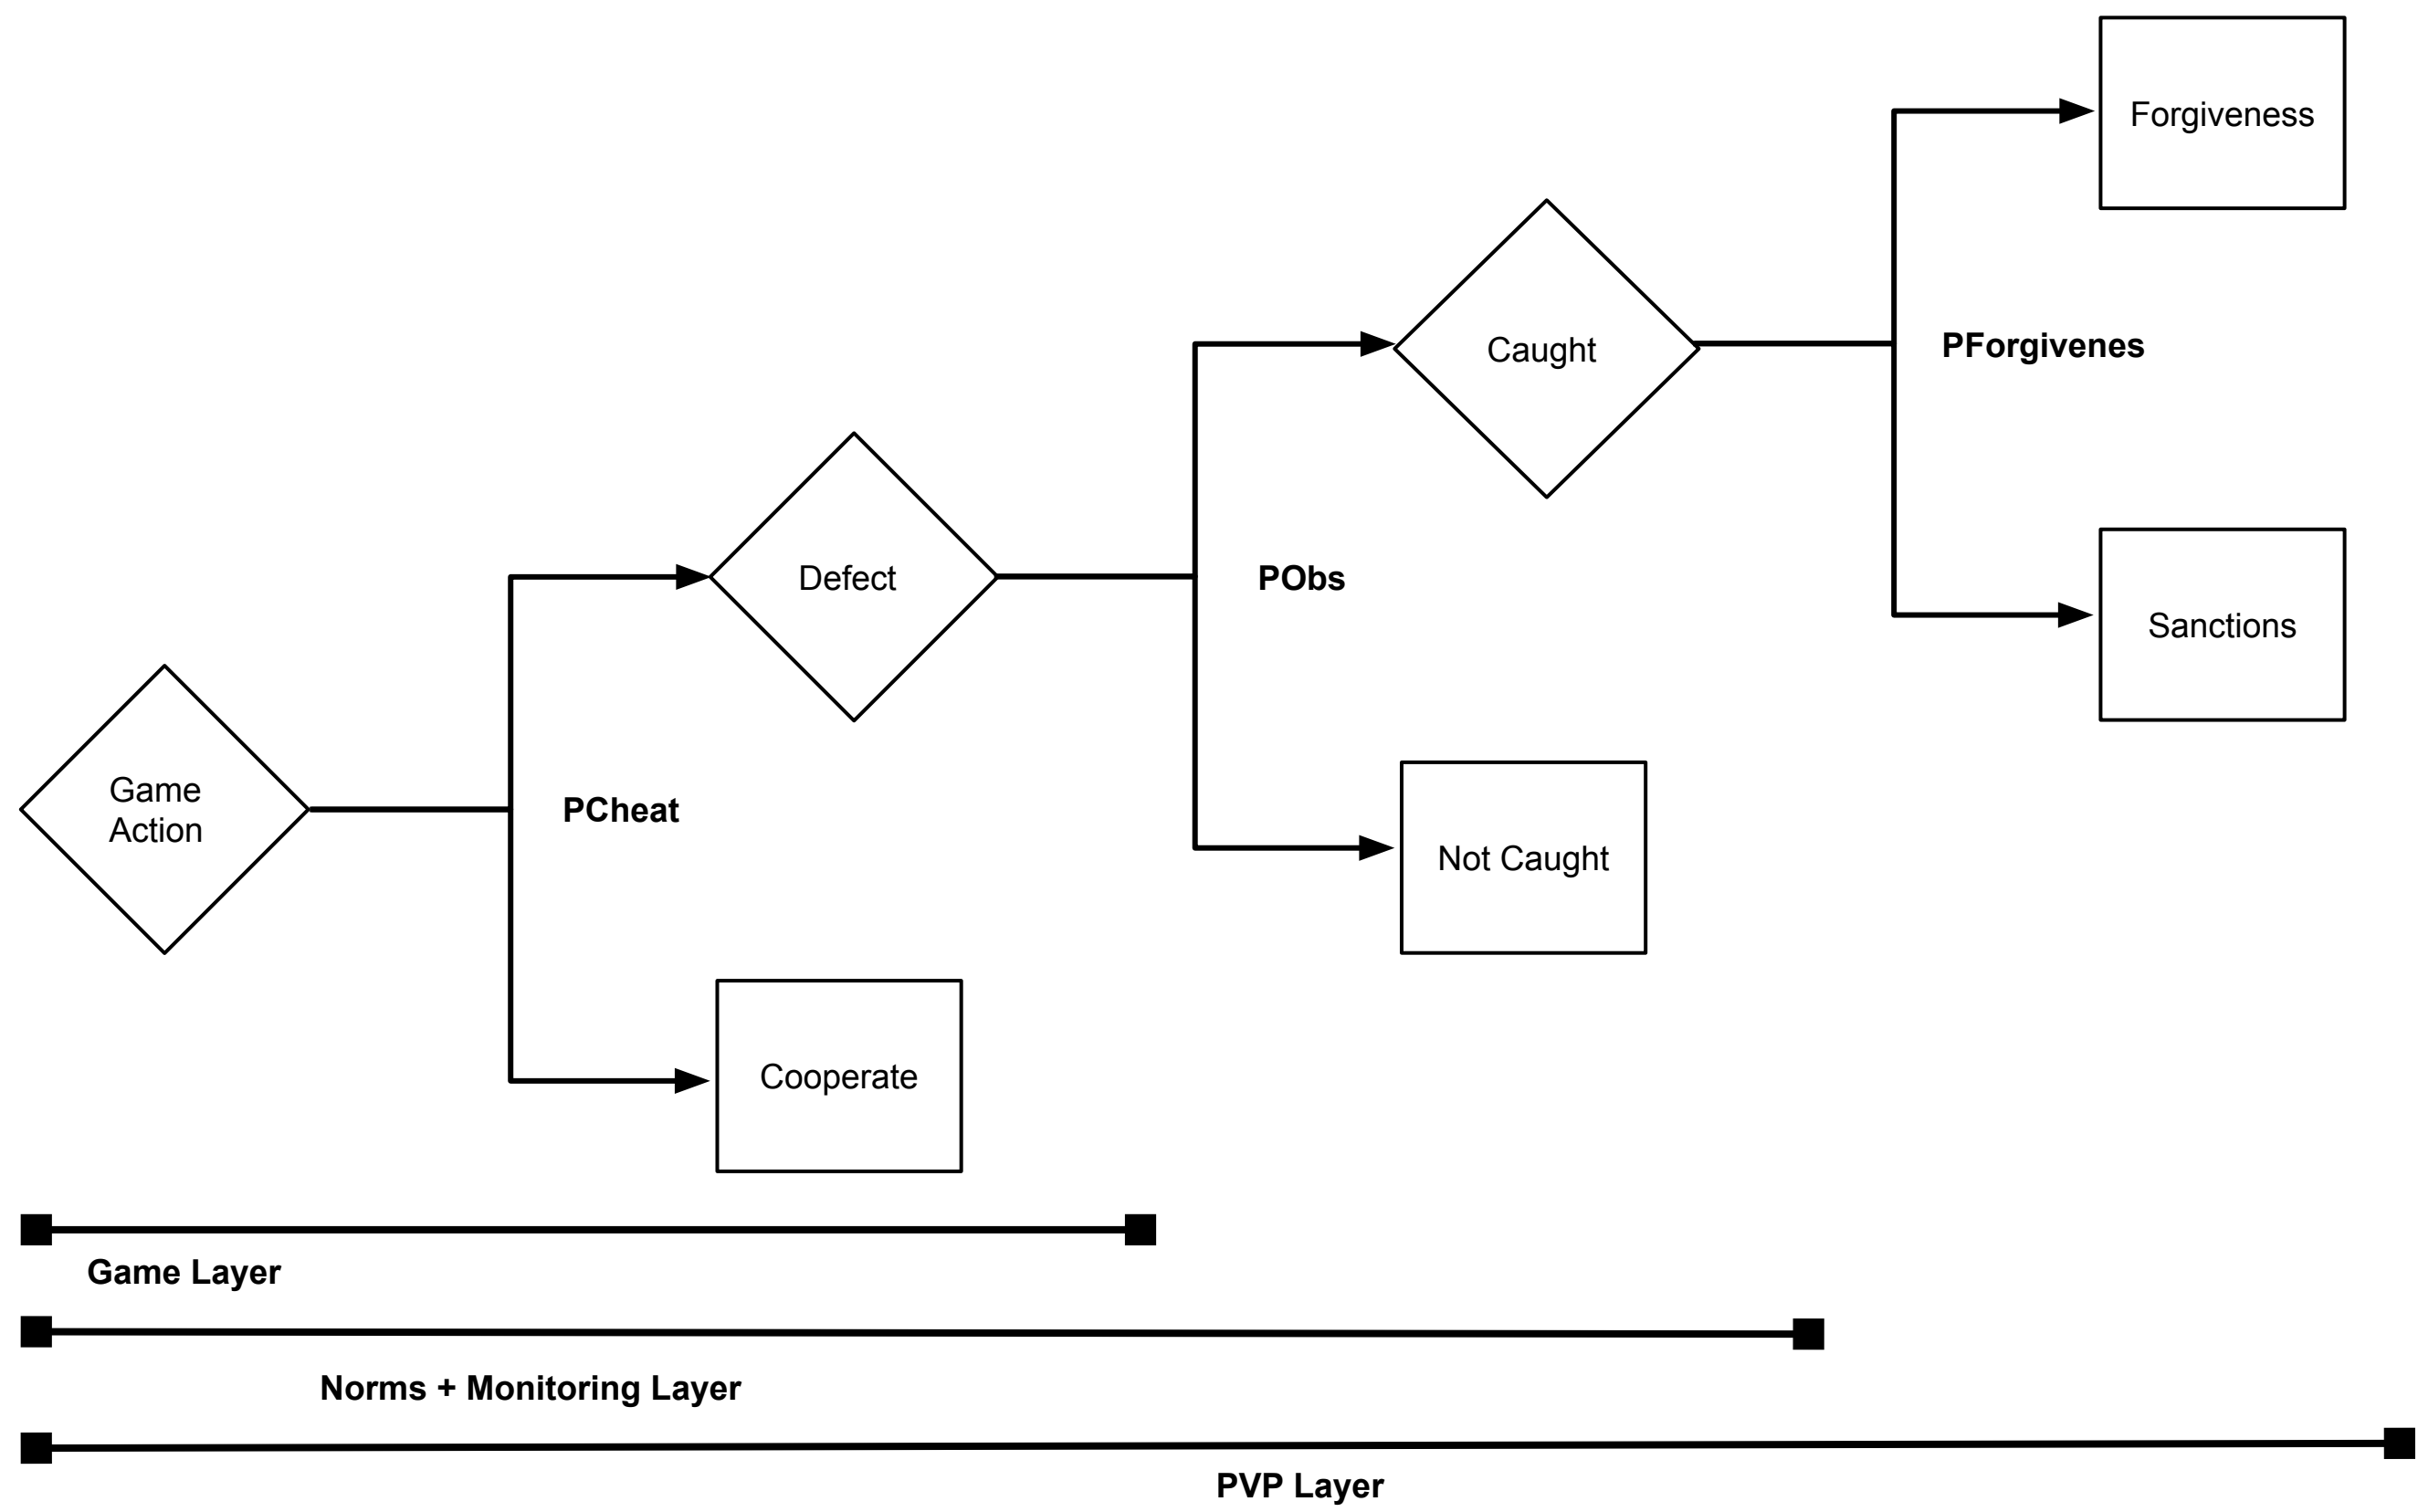 Forgiveness
Caught
PForgivenes
Defect
PObs
Sanctions
Game
Action
PCheat
Not Caught
Cooperate
Game Layer
Norms + Monitoring Layer
PVP Layer